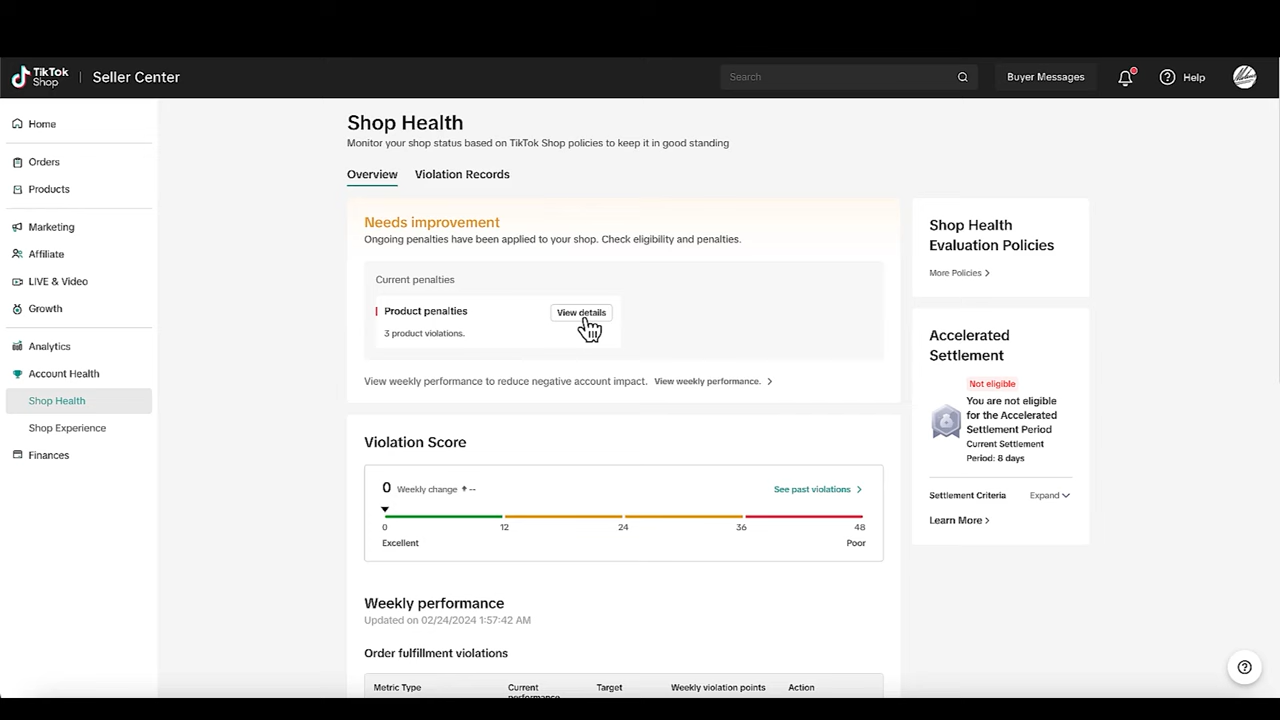 TikTok
Shop
Seller Center
Search
Buyer Messages
Help
Home
Orders
Products
Marketing
Affiliate
LIVE & Video
Growth
Analytics
Account Health
Shop Health
Shop Experience
Finances
Shop Health
Monitor your shop status based on TikTok Shop policies to keep it in good standing
Overview
Violation Records
Needs improvement
Ongoing penalties have been applied to your shop. Check eligibility and penalties.
Current penalties
Product penalties
View details
3 product violations.
View weekly performance to reduce negative account impact. View weekly performance. >
Violation Score
0 Weekly change --
See past violations >
0 12 24 36 48
Excellent
Poor
Weekly performance
Updated on 02/24/2024 1:57:42 AM
Order fulfillment violations
Metric Type
Current
performance
Target
Weekly violation points
Action
Shop Health
Evaluation Policies
More Policies >
Accelerated
Settlement
Not eligible
You are not eligible
for the Accelerated
Settlement Period
Current Settlement
Period: 8 days
Settlement Criteria
Expand
Learn More >